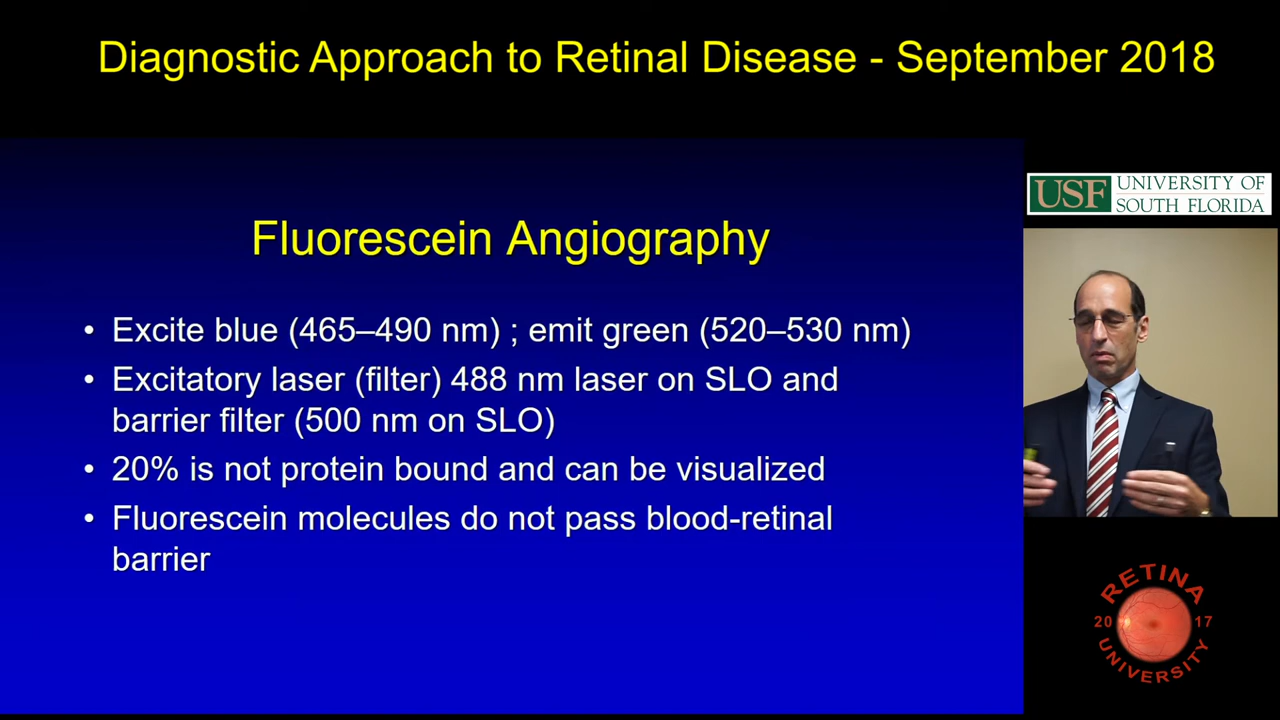 Diagnostic Approach to Retinal Disease - September 2018
Fluorescein Angiography
• Excite blue (465–490 nm) ; emit green (520–530 nm)
• Excitatory laser (filter) 488 nm laser on SLO and
barrier filter (500 nm on SLO)
• 20% is not protein bound and can be visualized
• Fluorescein molecules do not pass blood-retinal
barrier
USF UNIVERSITY OF
SOUTH FLORIDA
RETINA
20 17
UNIVERSITY